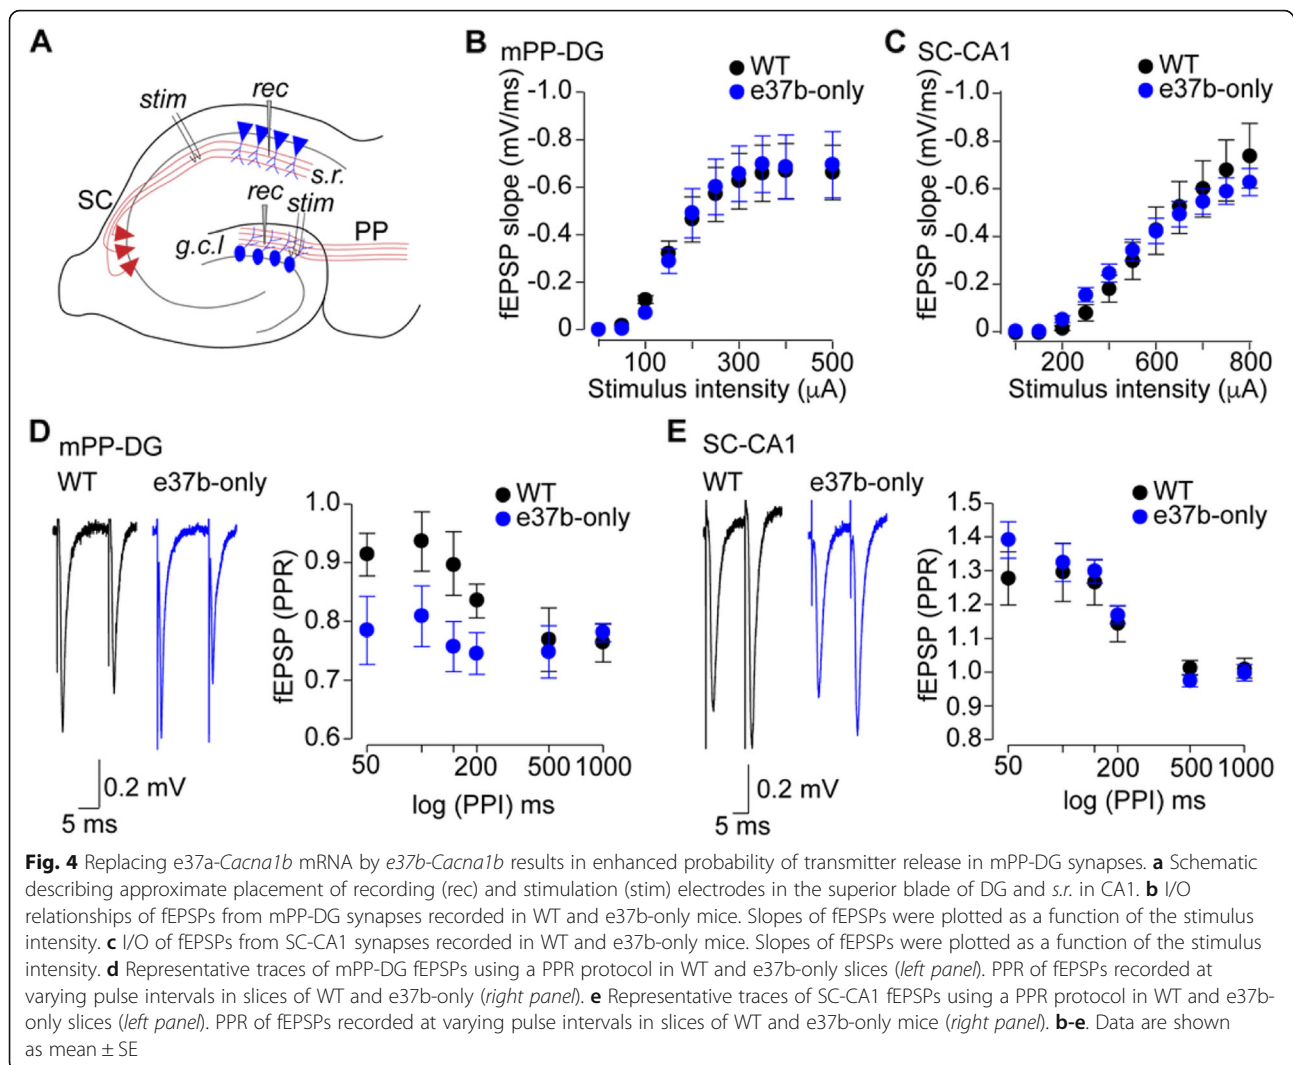 A
stim
rec
s.r.
SC
rec
stim
g.c.l
PP
B
mPP-DG
WT
e37b-only
-1.0
-0.8
-0.6
-0.4
-0.2
0
fEPSP slope (mV/ms)
100
300
500
Stimulus intensity (µA)
C
SC-CA1
WT
e37b-only
-1.0
-0.8
-0.6
-0.4
-0.2
0
fEPSP slope (mV/ms)
200
600
800
Stimulus intensity (µA)
D
mPP-DG
WT
e37b-only
0.2 mV
5 ms
WT
e37b-only
1.0
0.9
0.8
0.7
0.6
fEPSP (PPR)
50
200
500
1000
log (PPI) ms
E
SC-CA1
WT
e37b-only
0.2 mV
5 ms
WT
e37b-only
1.5
1.4
1.3
1.2
1.1
1.0
0.9
0.8
fEPSP (PPR)
50
200
500
1000
log (PPI) ms
Fig. 4 Replacing e37a-Cacna1b mRNA by e37b-Cacna1b results in enhanced probability of transmitter release in mPP-DG synapses. a Schematic
describing approximate placement of recording (rec) and stimulation (stim) electrodes in the superior blade of DG and s.r. in CA1. b I/O
relationships of fEPSPs from mPP-DG synapses recorded in WT and e37b-only mice. Slopes of fEPSPs were plotted as a function of the stimulus
intensity. c I/O of fEPSPs from SC-CA1 synapses recorded in WT and e37b-only mice. Slopes of fEPSPs were plotted as a function of the stimulus
intensity. d Representative traces of mPP-DG fEPSPs using a PPR protocol in WT and e37b-only slices (left panel). PPR of fEPSPs recorded at
varying pulse intervals in slices of WT and e37b-only (right panel). e Representative traces of SC-CA1 fEPSPs using a PPR protocol in WT and e37b-
only slices (left panel). PPR of fEPSPs recorded at varying pulse intervals in slices of WT and e37b-only mice (right panel). b-e. Data are shown
as mean ± SE